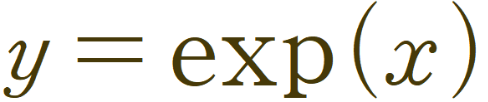 y = exp(x)